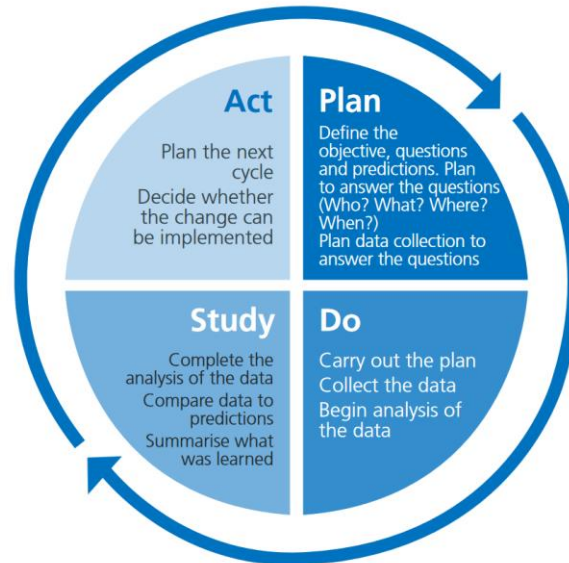 Act
Plan the next
cycle
Decide whether
the change can
be implemented
Plan
Define the
objective, questions
and predictions. Plan
to answer the questions
(Who? What? Where?
When?)
Plan data collection to
answer the questions
Study
Complete the
analysis of the data
Compare data to
predictions
Summarise what
was learned
Do
Carry out the plan
Collect the data
Begin analysis of
the data